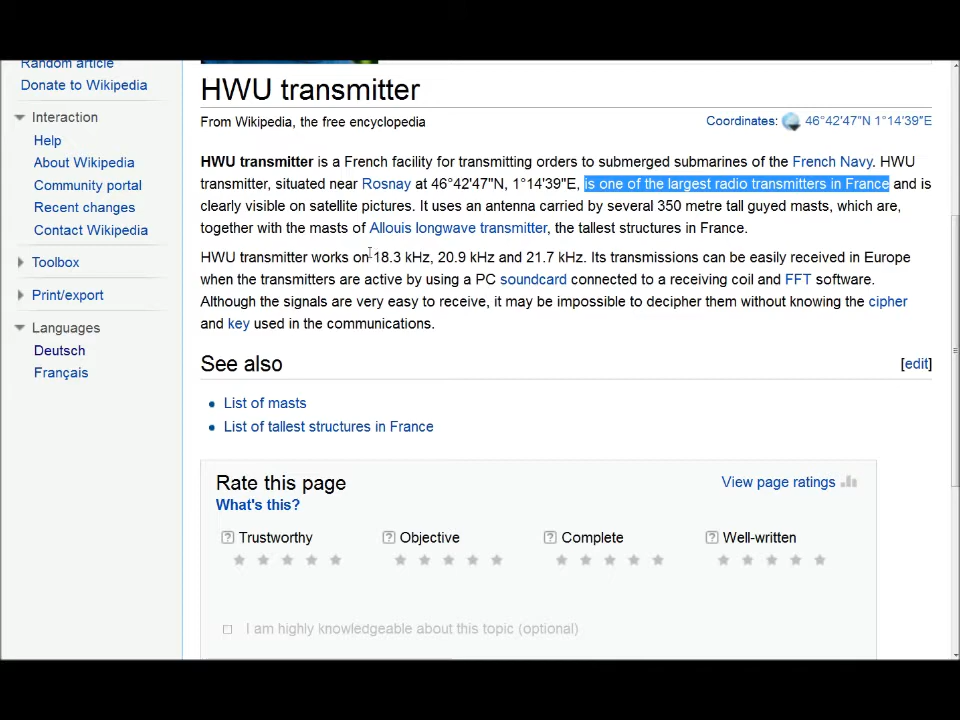 Random article
Donate to Wikipedia
Interaction
Help
About Wikipedia
Community portal
Recent changes
Contact Wikipedia
Toolbox
Print/export
Languages
Deutsch
Français
HWU transmitter
From Wikipedia, the free encyclopedia
Coordinates: 46°42′47″N 1°14′39″E
HWU transmitter is a French facility for transmitting orders to submerged submarines of the French Navy. HWU
transmitter, situated near Rosnay at 46°42'47"N, 1°14'39"E, is one of the largest radio transmitters in France and is
clearly visible on satellite pictures. It uses an antenna carried by several 350 metre tall guyed masts, which are,
together with the masts of Allouis longwave transmitter, the tallest structures in France.
HWU transmitter works on 18.3 kHz, 20.9 kHz and 21.7 kHz. Its transmissions can be easily received in Europe
when the transmitters are active by using a PC soundcard connected to a receiving coil and FFT software.
Although the signals are very easy to receive, it may be impossible to decipher them without knowing the cipher
and key used in the communications.
See also
[edit]
List of masts
List of tallest structures in France
Rate this page
View page ratings
What's this?
? Trustworthy
? Objective
? Complete
? Well-written
I am highly knowledgeable about this topic (optional)